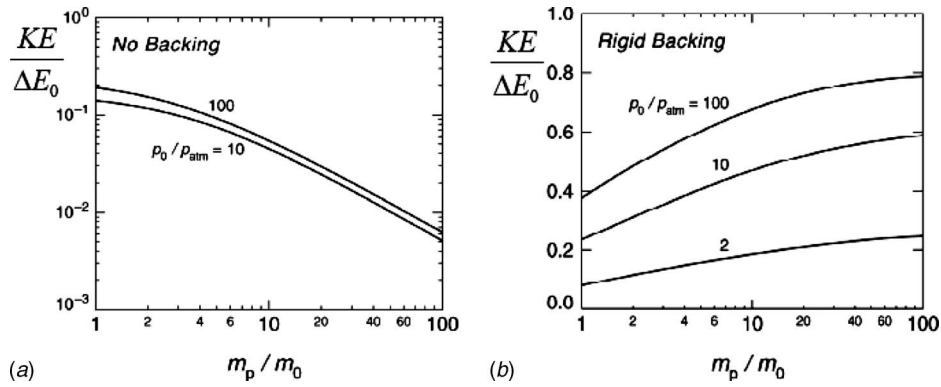 KE
ΔE0
No Backing
10^0
10^-1
10^-2
10^-3
100
p0 / patm = 10
1 2 4 6 10 20 40 60 100
mp / m0
(a)
KE
ΔE0
Rigid Backing
1.0
0.8
0.6
0.4
0.2
0.0
p0 / patm = 100
10
2
1 2 4 6 10 20 40 60 100
mp / m0
(b)